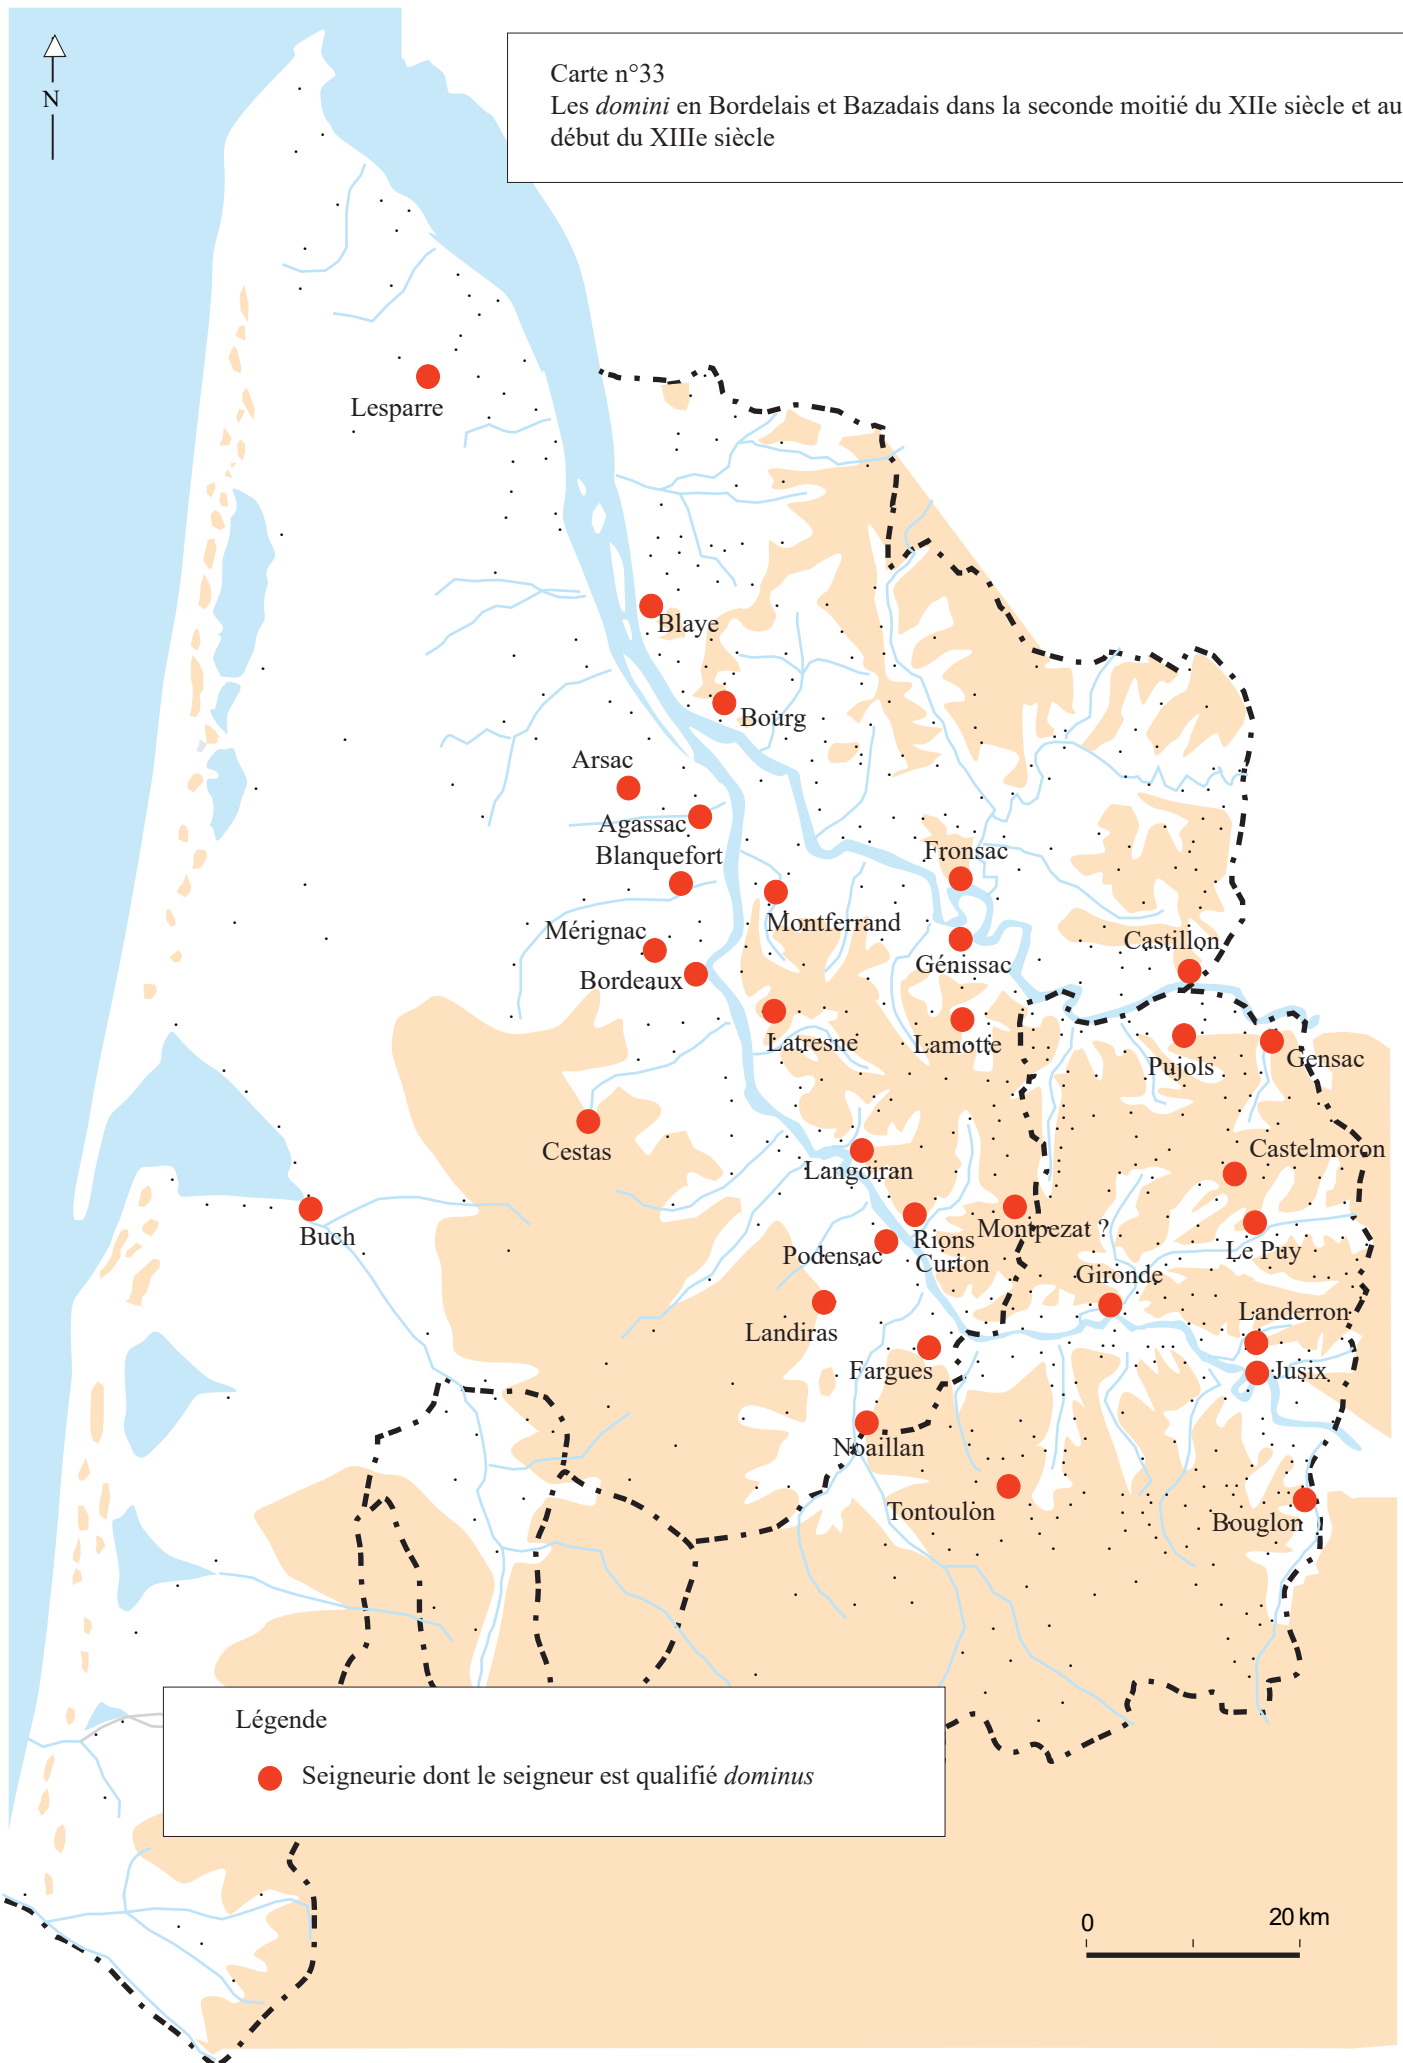 N
Carte n°33
Les domini en Bordelais et Bazadais dans la seconde moitié du XIIe siècle et au
début du XIIIe siècle
Lesparre
Blaye
Bourg
Arsac
Agassac
Blanquefort
Fronsac
Montferrand
Mérignac
Castillon
Génissac
Bordeaux
Latresne
Lamotte
Gensac
Pujols
Cestas
Castelmoron
Langoiran
Buch
Montpezat ?
Rions
Le Puy
Podensac
Curton
Gironde
Landerron
Landiras
Fargues
Jusix
Noaillan
Tontoulon
Bouglon
Légende
Seigneurie dont le seigneur est qualifié dominus
0 20 km